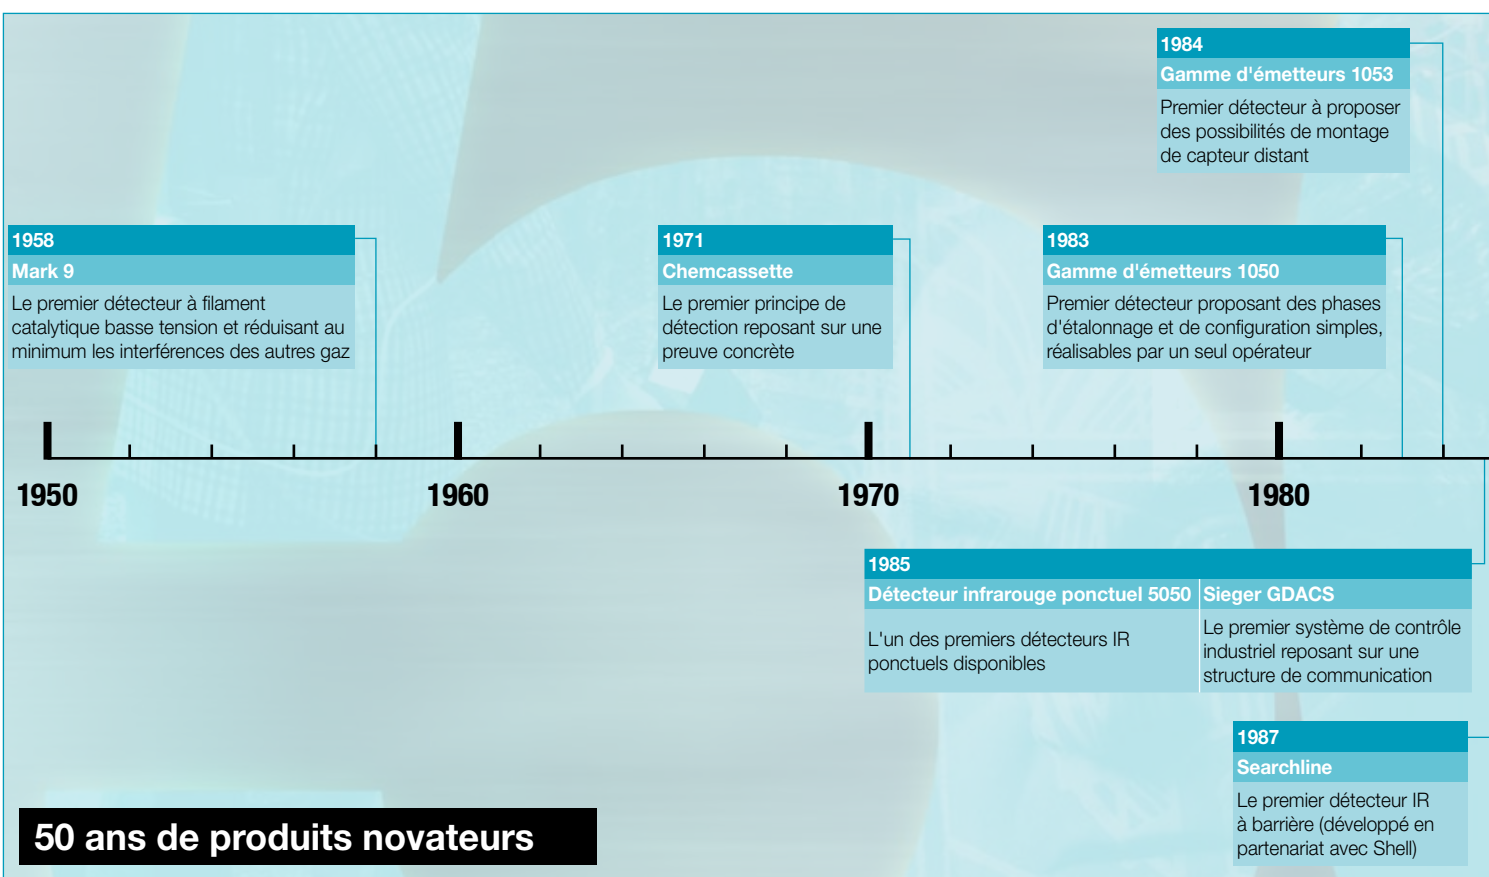 1984
Gamme d'émetteurs 1053
Premier détecteur à proposer
des possibilités de montage
de capteur distant
1958
Mark 9
Le premier détecteur à filament
catalytique basse tension et réduisant au
minimum les interférences des autres gaz
1971
Chemcassette
Le premier principe de
détection reposant sur une
preuve concrète
1983
Gamme d'émetteurs 1050
Premier détecteur proposant des phases
d'étalonnage et de configuration simples,
réalisables par un seul opérateur
1950
1960
1970
1980
1985
Détecteur infrarouge ponctuel 5050
L'un des premiers détecteurs IR
ponctuels disponibles
Sieger GDACS
Le premier système de contrôle
industriel reposant sur une
structure de communication
1987
Searchline
Le premier détecteur IR
à barrière (développé en
partenariat avec Shell)
50 ans de produits novateurs